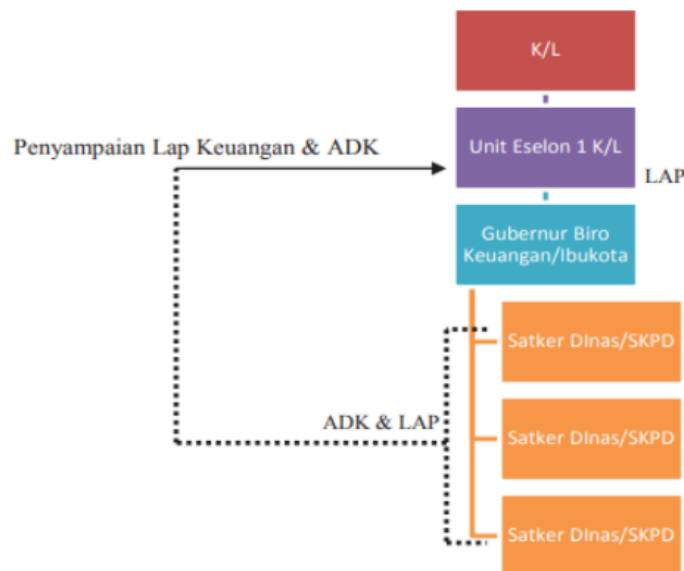 K/L
Penyampaian Lap Keuangan & ADK
Unit Eselon 1 K/L
LAP
Gubernur Biro
Keuangan/Ibukota
Satker DInas/SKPD
ADK & LAP
Satker DInas/SKPD
Satker DInas/SKPD